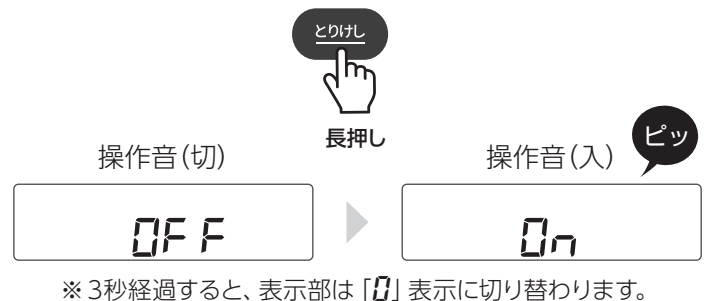 とりけし
長押し
操作音(切)
操作音(入)
ピッ
OFF
On
※3秒経過すると、表示部は「0」表示に切り替わります。